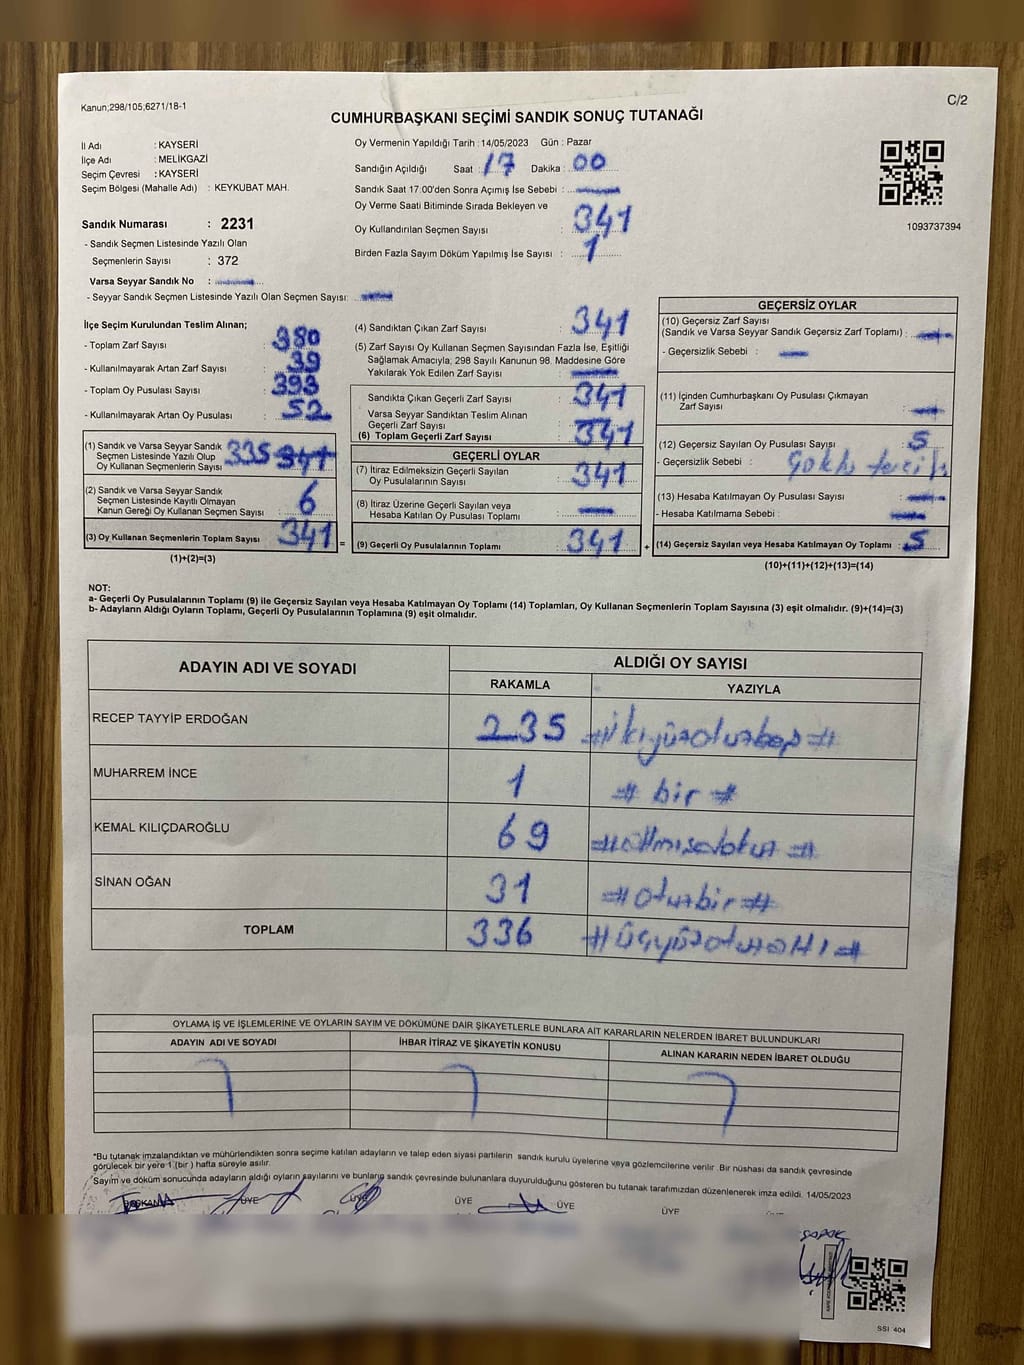 Kanun;298/105;6271/18-1
C/2
CUMHURBAŞKANI SEÇİMİ SANDIK SONUÇ TUTANAĞI
İl Adı : KAYSERİ
İlçe Adı : MELİKGAZİ
Seçim Çevresi : KAYSERİ
Seçim Bölgesi (Mahalle Adı) : KEYKUBAT MAH.
Oy Vermenin Yapıldığı Tarih : 14/05/2023 Gün : Pazar
Sandığın Açıldığı Saat : 17 Dakika : 00
Sandık Saat 17:00'den Sonra Açımış İse Sebebi :
Oy Verme Saati Bitiminde Sırada Bekleyen ve
Oy Kullandırılan Seçmen Sayısı : 341
Birden Fazla Sayım Döküm Yapılmış İse Sayısı : 1
1093737394
Sandık Numarası : 2231
- Sandık Seçmen Listesinde Yazılı Olan
Seçmenlerin Sayısı : 372
Varsa Seyyar Sandık No :
- Seyyar Sandık Seçmen Listesinde Yazılı Olan Seçmen Sayısı:
İlçe Seçim Kurulundan Teslim Alınan;
- Toplam Zarf Sayısı : 380
- Kullanılmayarak Artan Zarf Sayısı : 39
- Toplam Oy Pusulası Sayısı : 393
- Kullanılmayarak Artan Oy Pusulası : 52
(1) Sandık ve Varsa Seyyar Sandık
Seçmen Listesinde Yazılı Olup
Oy Kullanan Seçmenlerin Sayısı : 335 341
(2) Sandık ve Varsa Seyyar Sandık
Seçmen Listesinde Kayıtlı Olmayan
Kanun Gereği Oy Kullanan Seçmen Sayısı : 6
(3) Oy Kullanan Seçmenlerin Toplam Sayısı : 341 =
(1)+(2)=(3)
(4) Sandıktan Çıkan Zarf Sayısı : 341
(5) Zarf Sayısı Oy Kullanan Seçmen Sayısından Fazla İse, Eşitliği
Sağlamak Amacıyla, 298 Sayılı Kanunun 98. Maddesine Göre
Yakılarak Yok Edilen Zarf Sayısı :
Sandıkta Çıkan Geçerli Zarf Sayısı : 341
Varsa Seyyar Sandıktan Teslim Alınan
Geçerli Zarf Sayısı :
(6) Toplam Geçerli Zarf Sayısı : 341
GEÇERLİ OYLAR
(7) İtiraz Edilmeksizin Geçerli Sayılan
Oy Pusulalarının Sayısı : 341
(8) İtiraz Üzerine Geçerli Sayılan veya
Hesaba Katılan Oy Pusulası Toplamı :
(9) Geçerli Oy Pusulalarının Toplamı : 341 +
GEÇERSİZ OYLAR
(10) Geçersiz Zarf Sayısı
(Sandık ve Varsa Seyyar Sandık Geçersiz Zarf Toplamı) :
- Geçersizlik Sebebi :
(11) İçinden Cumhurbaşkanı Oy Pusulası Çıkmayan
Zarf Sayısı :
(12) Geçersiz Sayılan Oy Pusulası Sayısı : 5
- Geçersizlik Sebebi :
(13) Hesaba Katılmayan Oy Pusulası Sayısı :
- Hesaba Katılmama Sebebi :
(14) Geçersiz Sayılan veya Hesaba Katılmayan Oy Toplamı : 5
(10)+(11)+(12)+(13)=(14)
NOT:
a- Geçerli Oy Pusulalarının Toplamı (9) ile Geçersiz Sayılan veya Hesaba Katılmayan Oy Toplamı (14) Toplamları, Oy Kullanan Seçmenlerin Toplam Sayısına (3) eşit olmalıdır. (9)+(14)=(3)
b- Adayların Aldığı Oyların Toplamı, Geçerli Oy Pusulalarının Toplamına (9) eşit olmalıdır.
ADAYIN ADI VE SOYADI
ALDIĞI OY SAYISI
RAKAMLA YAZIYLA
RECEP TAYYİP ERDOĞAN 235 #ikiyüzotuzbeş#
MUHARREM İNCE 1 # bir #
KEMAL KILIÇDAROĞLU 69 #altmışdokuz #
SİNAN OĞAN 31 #otuzbir#
TOPLAM 336 #üçyüzotuzaltı#
OYLAMA İŞ VE İŞLEMLERİNE VE OYLARIN SAYIM VE DÖKÜMÜNE DAİR ŞİKAYETLERLE BUNLARA AİT KARARLARIN NELERDEN İBARET BULUNDUKLARI
ADAYIN ADI VE SOYADI İHBAR İTİRAZ VE ŞİKAYETİN KONUSU ALINAN KARARIN NEDEN İBARET OLDUĞU
*Bu tutanak imzalandıktan ve mühürlendikten sonra seçime katılan adayların ve talep eden siyasi partilerin sandık kurulu üyelerine veya gözlemcilerine verilir .Bir nüshası da sandık çevresinde
görülecek bir yere 1 (bir ) hafta süreyle asılır.
*Sayım ve döküm sonucunda adayların aldığı oyların sayılarını ve bunların sandık çevresinde bulunanlara duyurulduğunu gösteren bu tutanak tarafımızdan düzenlenerek imza edildi. 14/05/2023
BAŞKAN ÜYE ÜYE ÜYE ÜYE ÜYE
SSI: 404